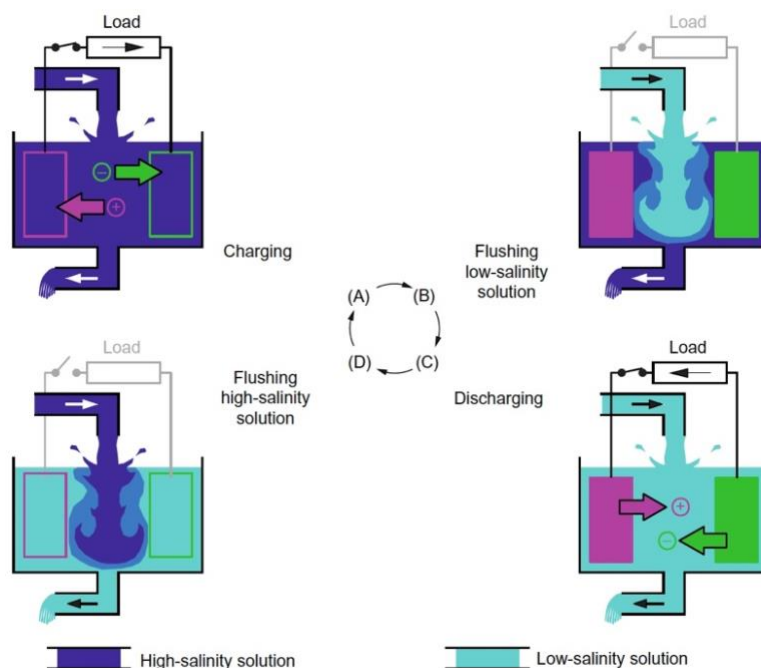 Load
Charging
Load
Flushing
low-salinity
solution
(A)
(B)
(D)
(C)
Load
Flushing
high-salinity
solution
Load
Discharging
High-salinity solution
Low-salinity solution